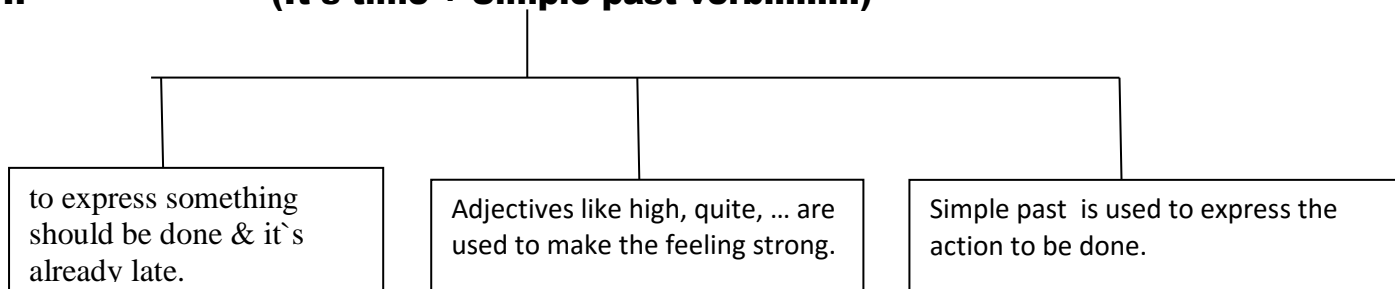 (It's time + Simple past verb..........)
to express something
should be done & it`s
already late.
Adjectives like high, quite, ... are
used to make the feeling strong.
Simple past is used to express the
action to be done.